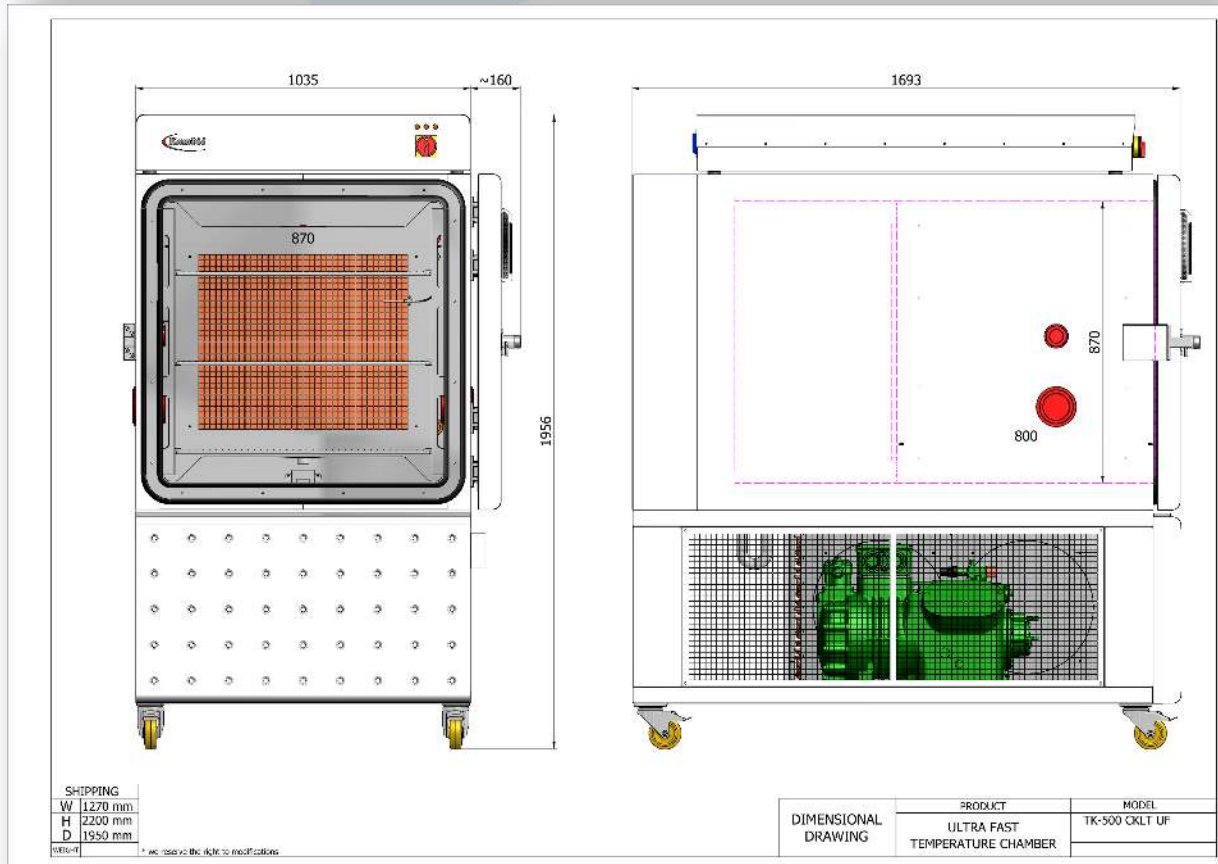 1035
~160
1693
870
1956
870
800
SHIPPING
W 1270 mm
H 2200 mm
D 1950 mm
WEIGHT
* we reserve the right to modifications
DIMENSIONAL
DRAWING
PRODUCT
ULTRA FAST
TEMPERATURE CHAMBER
MODEL
TK-500 CKLT UF